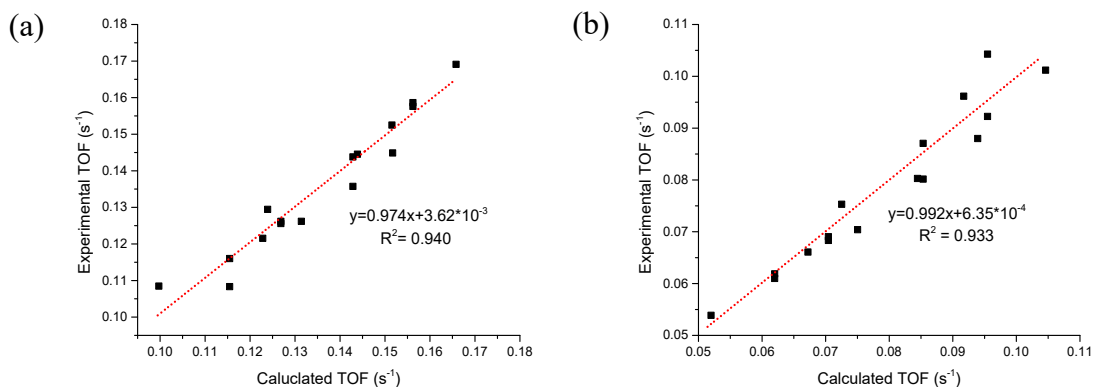 (a)
0.18
0.17
0.16
0.15
0.14
0.13
0.12
0.11
0.10
Experimental TOF (s⁻¹)
y=0.974x+3.62*10⁻³
R²= 0.940
0.10 0.11 0.12 0.13 0.14 0.15 0.16 0.17 0.18
Caluclated TOF (s⁻¹)
(b)
0.11
0.10
0.09
0.08
0.07
0.06
0.05
Experimental TOF (s⁻¹)
y=0.992x+6.35*10⁻⁴
R² = 0.933
0.05 0.06 0.07 0.08 0.09 0.10 0.11
Calculated TOF (s⁻¹)